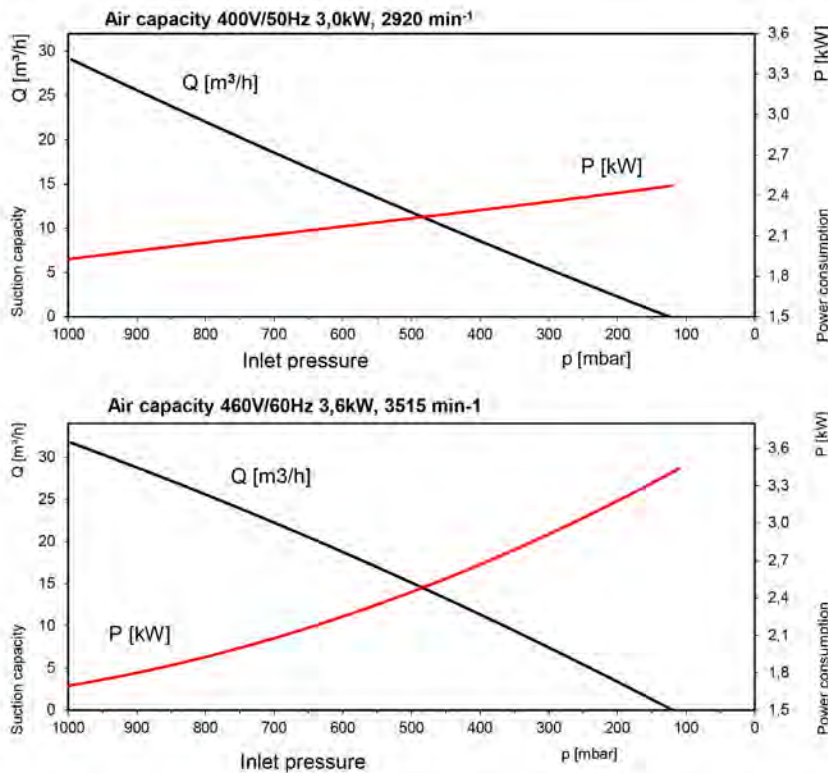 Air capacity 400V/50Hz 3,0kW, 2920 min⁻¹
Q [m³/h]
Suction capacity
30
25
20
15
10
5
0
Q [m³/h]
P [kW]
3,6
3,3
3,0
2,7
2,4
2,1
1,8
1,5
P [kW]
Power consumption
1000 900 800 700 600 500 400 300 200 100 0
Inlet pressure p [mbar]
Air capacity 460V/60Hz 3,6kW, 3515 min-1
Q [m³/h]
Suction capacity
30
25
20
15
10
5
0
Q [m3/h]
P [kW]
3,6
3,3
3,0
2,7
2,4
2,1
1,8
1,5
P [kW]
Power consumption
1000 900 800 700 600 500 400 300 200 100 0
Inlet pressure p [mbar]